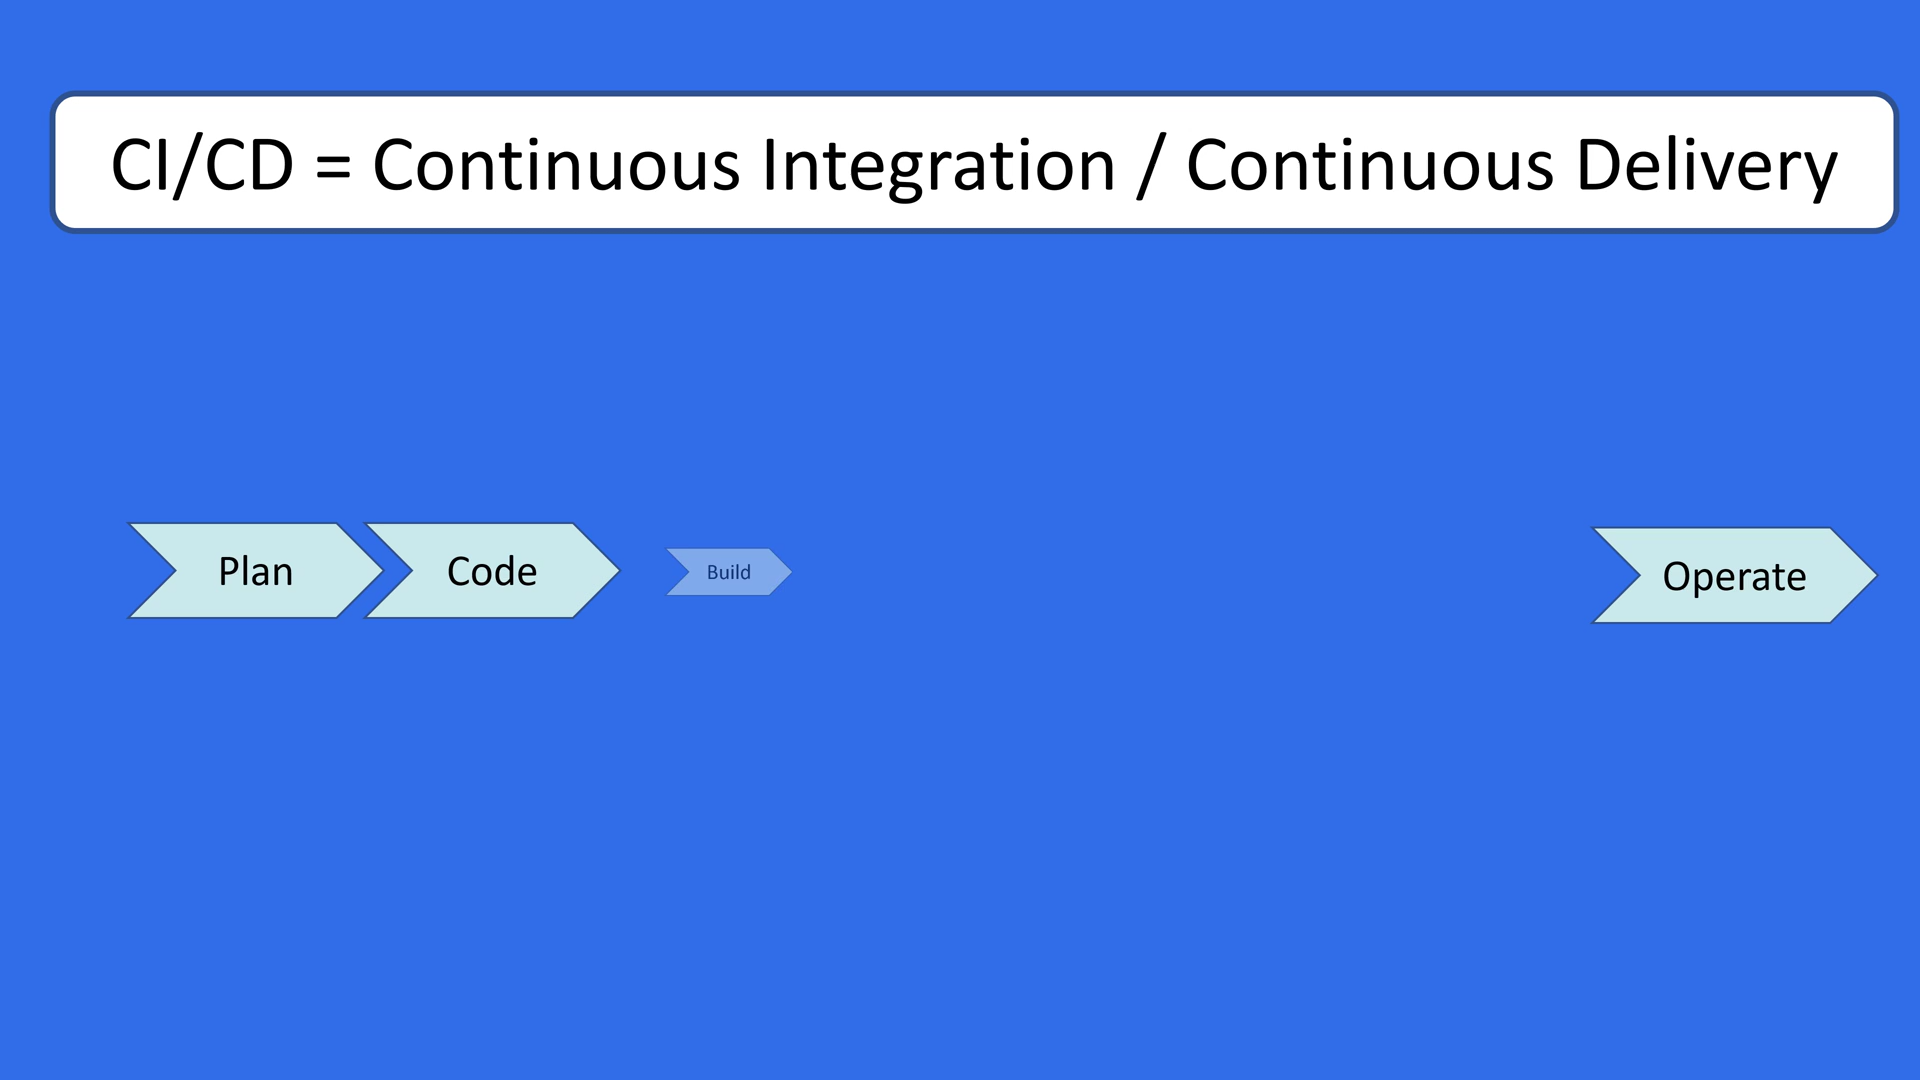 CI/CD = Continuous Integration / Continuous Delivery
Plan
Code
Build
Operate